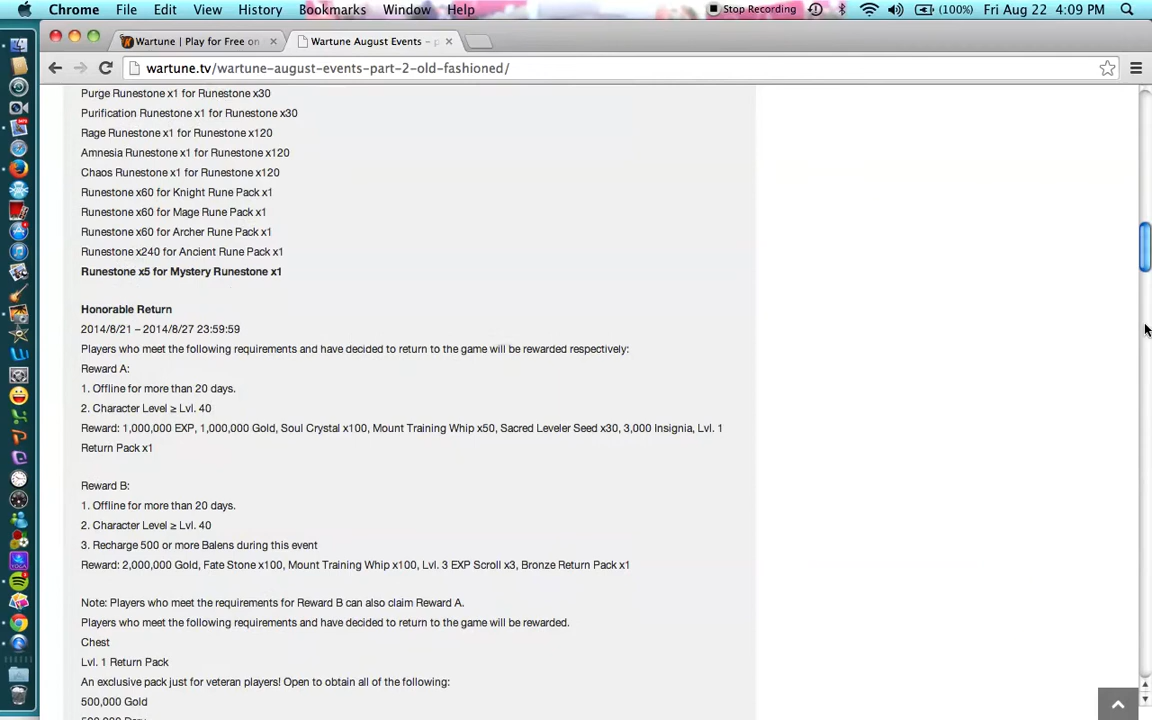 Chrome File Edit View History Bookmarks Window Help Stop Recording (100%) Fri Aug 22 4:09 PM
Wartune | Play for Free on Wartune August Events –
wartune.tv/wartune-august-events-part-2-old-fashioned/
Purge Runestone x1 for Runestone x30
Purification Runestone x1 for Runestone x30
Rage Runestone x1 for Runestone x120
Amnesia Runestone x1 for Runestone x120
Chaos Runestone x1 for Runestone x120
Runestone x60 for Knight Rune Pack x1
Runestone x60 for Mage Rune Pack x1
Runestone x60 for Archer Rune Pack x1
Runestone x240 for Ancient Rune Pack x1
Runestone x5 for Mystery Runestone x1
Honorable Return
2014/8/21 – 2014/8/27 23:59:59
Players who meet the following requirements and have decided to return to the game will be rewarded respectively:
Reward A:
1. Offline for more than 20 days.
2. Character Level ≥ Lvl. 40
Reward: 1,000,000 EXP, 1,000,000 Gold, Soul Crystal x100, Mount Training Whip x50, Sacred Leveler Seed x30, 3,000 Insignia, Lvl. 1
Return Pack x1
Reward B:
1. Offline for more than 20 days.
2. Character Level ≥ Lvl. 40
3. Recharge 500 or more Balens during this event
Reward: 2,000,000 Gold, Fate Stone x100, Mount Training Whip x100, Lvl. 3 EXP Scroll x3, Bronze Return Pack x1
Note: Players who meet the requirements for Reward B can also claim Reward A.
Players who meet the following requirements and have decided to return to the game will be rewarded.
Chest
Lvl. 1 Return Pack
An exclusive pack just for veteran players! Open to obtain all of the following:
500,000 Gold